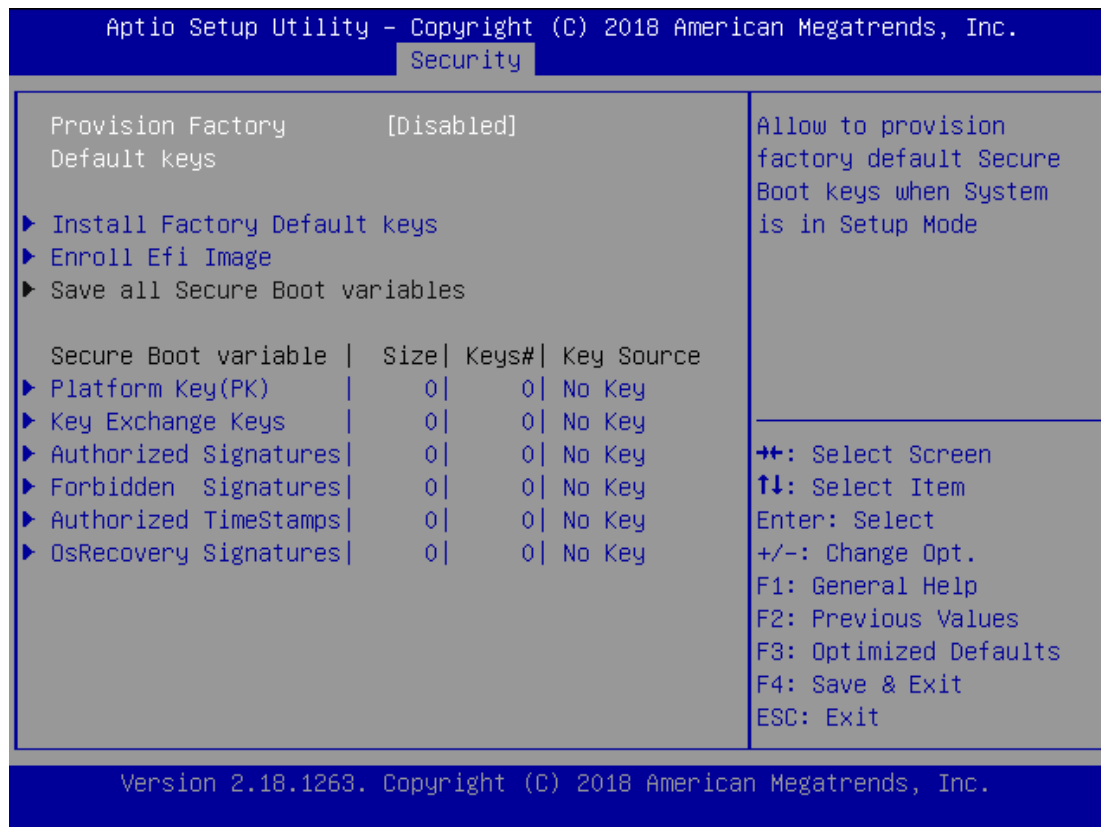 Aptio Setup Utility – Copyright (C) 2018 American Megatrends, Inc.
Security
Provision Factory [Disabled]
Default keys
Install Factory Default keys
Enroll Efi Image
Save all Secure Boot variables
Secure Boot variable | Size| Keys#| Key Source
Platform Key(PK) | 0| 0| No Key
Key Exchange Keys | 0| 0| No Key
Authorized Signatures| 0| 0| No Key
Forbidden Signatures| 0| 0| No Key
Authorized TimeStamps| 0| 0| No Key
OsRecovery Signatures| 0| 0| No Key
Allow to provision
factory default Secure
Boot keys when System
is in Setup Mode
→←: Select Screen
↑↓: Select Item
Enter: Select
+/-: Change Opt.
F1: General Help
F2: Previous Values
F3: Optimized Defaults
F4: Save & Exit
ESC: Exit
Version 2.18.1263. Copyright (C) 2018 American Megatrends, Inc.